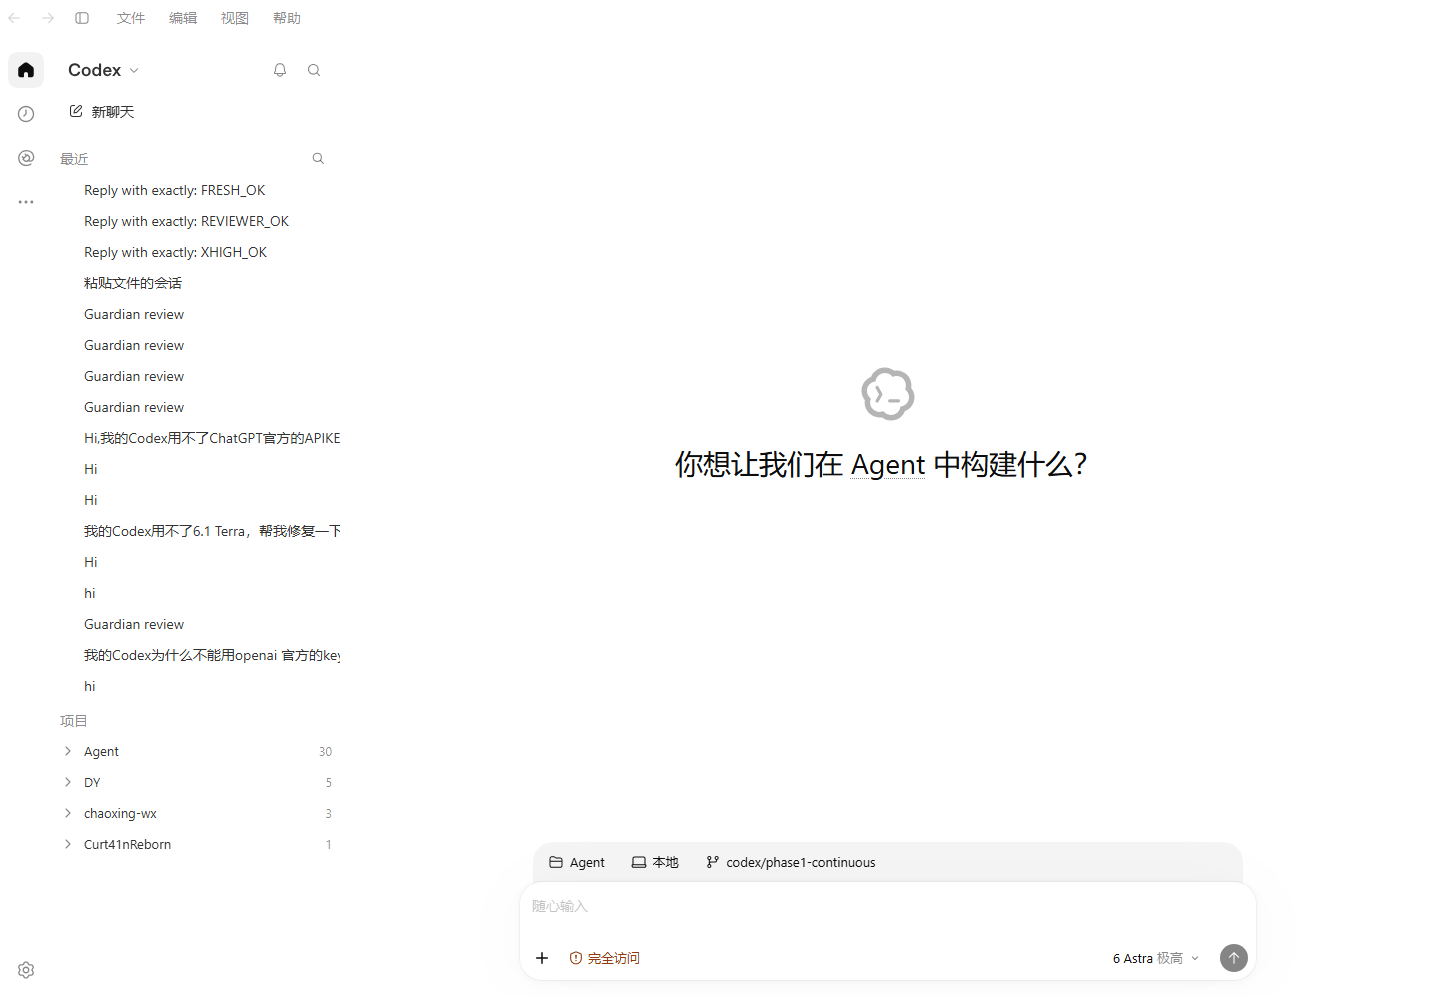 文件 编辑 视图 帮助
Codex
新聊天
最近
Reply with exactly: FRESH_OK
Reply with exactly: REVIEWER_OK
Reply with exactly: XHIGH_OK
粘贴文件的会话
Guardian review
Guardian review
Guardian review
Guardian review
Hi,我的Codex用不了ChatGPT官方的APIKE
Hi
Hi
我的Codex用不了6.1 Terra，帮我修复一下
Hi
hi
Guardian review
我的Codex为什么不能用openai 官方的key
hi
项目
Agent 30
DY 5
chaoxing-wx 3
Curt41nReborn 1
你想让我们在 Agent 中构建什么？
Agent 本地 codex/phase1-continuous
随心输入
完全访问 6 Astra 极高